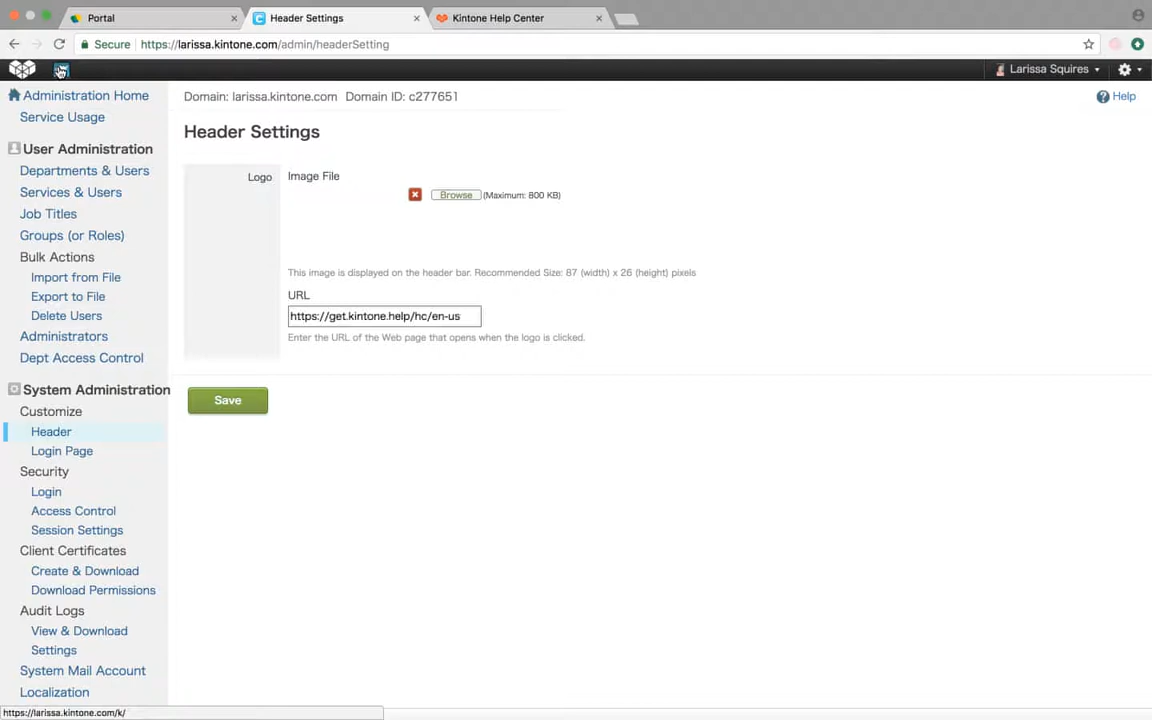 Portal
Header Settings
Kintone Help Center
Secure https://larissa.kintone.com/admin/headerSetting
Larissa Squires
Administration Home
Service Usage
User Administration
Departments & Users
Services & Users
Job Titles
Groups (or Roles)
Bulk Actions
Import from File
Export to File
Delete Users
Administrators
Dept Access Control
System Administration
Customize
Header
Login Page
Security
Login
Access Control
Session Settings
Client Certificates
Create & Download
Download Permissions
Audit Logs
View & Download
Settings
System Mail Account
Localization
Domain: larissa.kintone.com Domain ID: c277651
Help
Header Settings
Logo
Image File
Browse (Maximum: 800 KB)
This image is displayed on the header bar. Recommended Size: 87 (width) x 26 (height) pixels
URL
https://get.kintone.help/hc/en-us
Enter the URL of the Web page that opens when the logo is clicked.
Save
https://larissa.kintone.com/k/